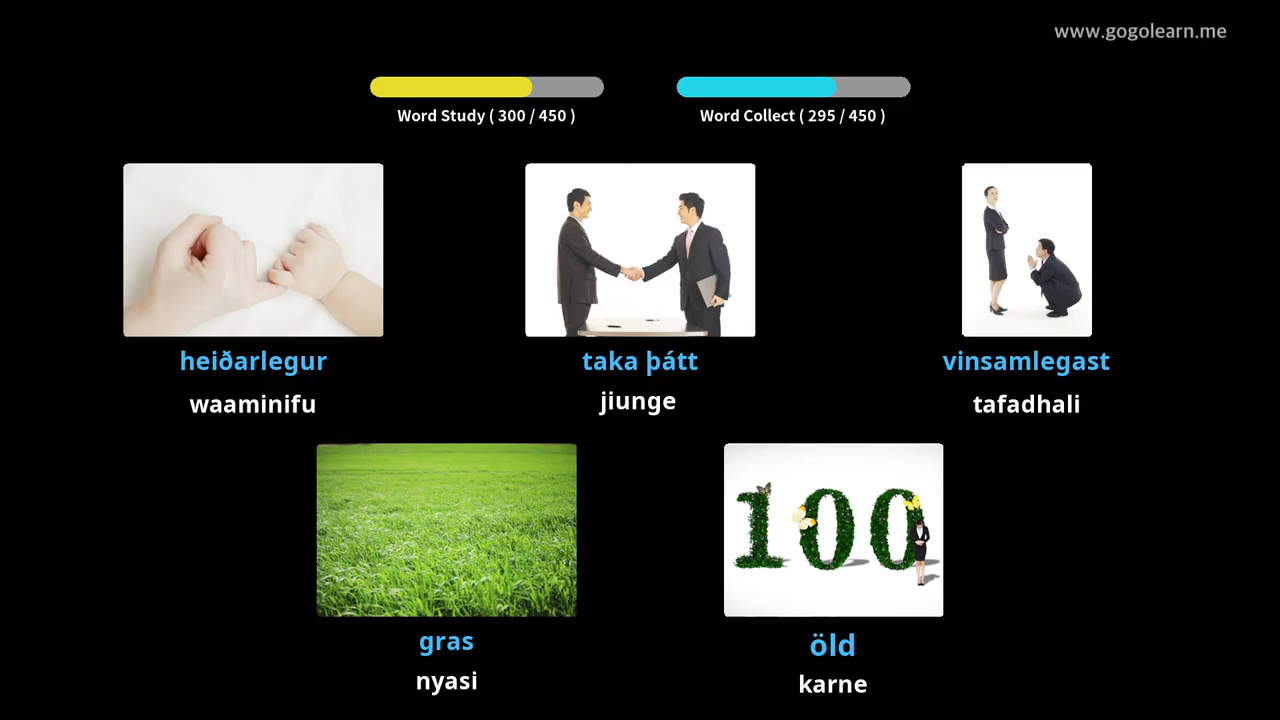 www.gogolearn.me
Word Study ( 300 / 450 )
Word Collect ( 295 / 450 )
heiðarlegur
waaminifu
taka þátt
jiunge
vinsamlegast
tafadhali
gras
nyasi
100
öld
karne